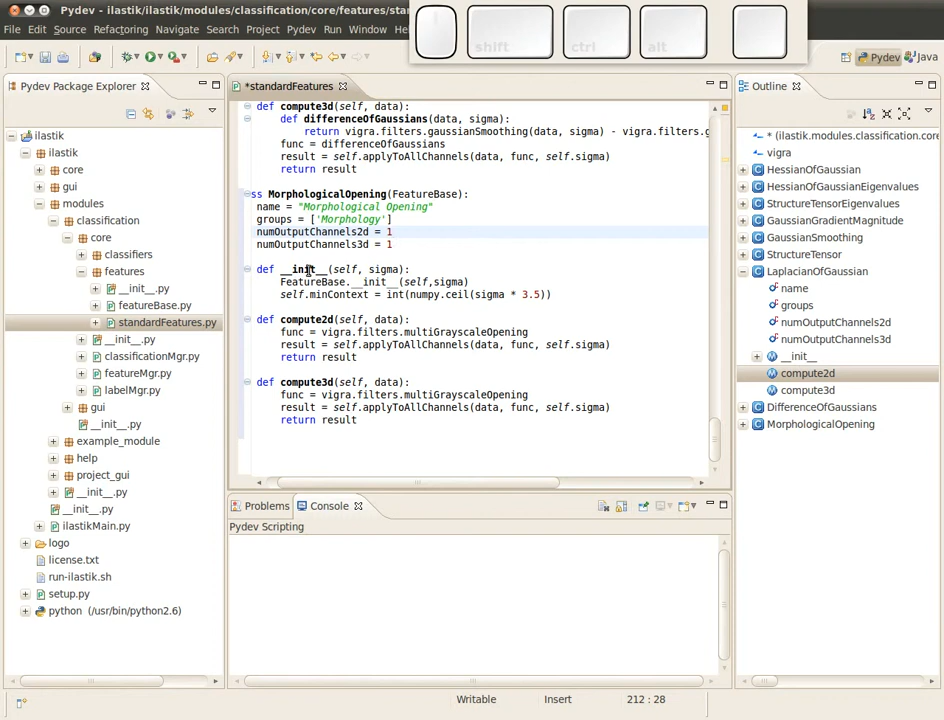 Pydev - ilastik/ilastik/modules/classification/core/features/sta
shift
ctrl
alt
File Edit Source Refactoring Navigate Search Project Pydev Run Window He
Pydev
Java
Pydev Package Explorer
ilastik
ilastik
core
gui
modules
classification
core
classifiers
features
__init__.py
featureBase.py
standardFeatures.py
__init__.py
classificationMgr.py
featureMgr.py
labelMgr.py
gui
__init__.py
example_module
help
project_gui
__init__.py
__init__.py
ilastikMain.py
logo
license.txt
run-ilastik.sh
setup.py
python (/usr/bin/python2.6)
*standardFeatures
def compute3d(self, data):
def differenceOfGaussians(data, sigma):
return vigra.filters.gaussianSmoothing(data, sigma) - vigra.filters.g
func = differenceOfGaussians
result = self.applyToAllChannels(data, func, self.sigma)
return result
ss MorphologicalOpening(FeatureBase):
name = "Morphological Opening"
groups = ['Morphology']
numOutputChannels2d = 1
numOutputChannels3d = 1
def __init__(self, sigma):
FeatureBase.__init__(self,sigma)
self.minContext = int(numpy.ceil(sigma * 3.5))
def compute2d(self, data):
func = vigra.filters.multiGrayscaleOpening
result = self.applyToAllChannels(data, func, self.sigma)
return result
def compute3d(self, data):
func = vigra.filters.multiGrayscaleOpening
result = self.applyToAllChannels(data, func, self.sigma)
return result
Problems
Console
Pydev Scripting
Outline
* (ilastik.modules.classification.core
vigra
HessianOfGaussian
HessianOfGaussianEigenvalues
StructureTensorEigenvalues
GaussianGradientMagnitude
GaussianSmoothing
StructureTensor
LaplacianOfGaussian
name
groups
numOutputChannels2d
numOutputChannels3d
__init__
compute2d
compute3d
DifferenceOfGaussians
MorphologicalOpening
Writable
Insert
212 : 28